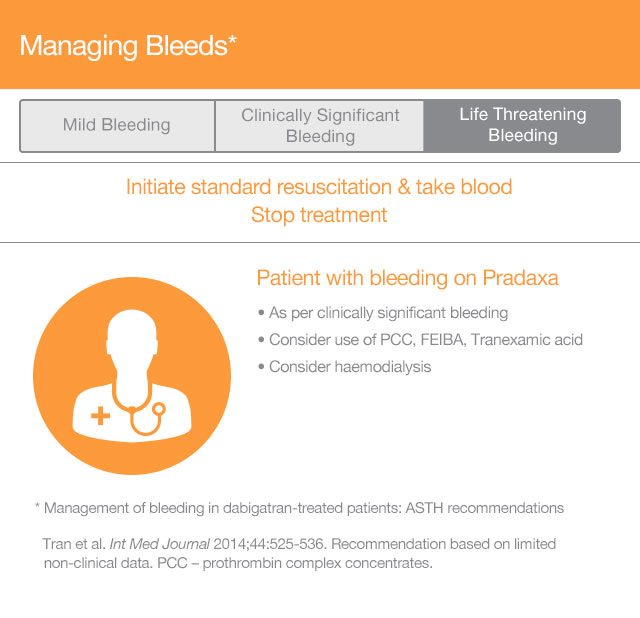 Managing Bleeds*
Mild Bleeding
Clinically Significant
Bleeding
Life Threatening
Bleeding
Initiate standard resuscitation & take blood
Stop treatment
Patient with bleeding on Pradaxa
• As per clinically significant bleeding
• Consider use of PCC, FEIBA, Tranexamic acid
• Consider haemodialysis
* Management of bleeding in dabigatran-treated patients: ASTH recommendations
Tran et al. Int Med Journal 2014;44:525-536. Recommendation based on limited
non-clinical data. PCC – prothrombin complex concentrates.